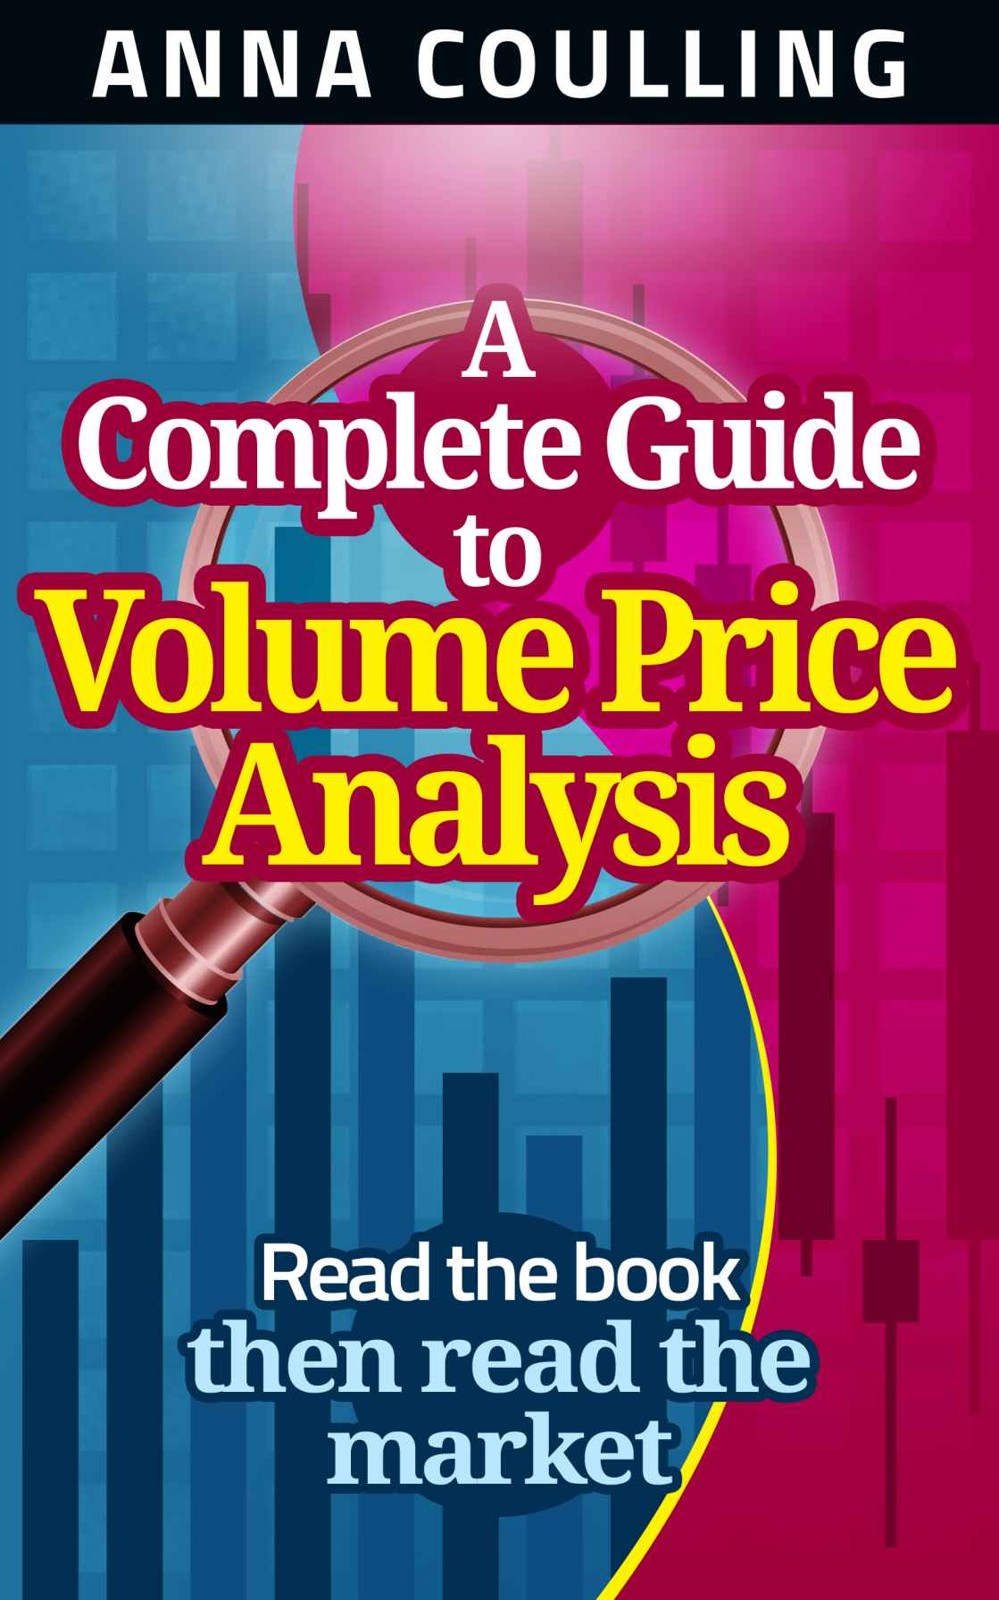 ANNA COULLING
A
Complete Guide
to
Volume Price
Analysis
Read the book
then read the
market